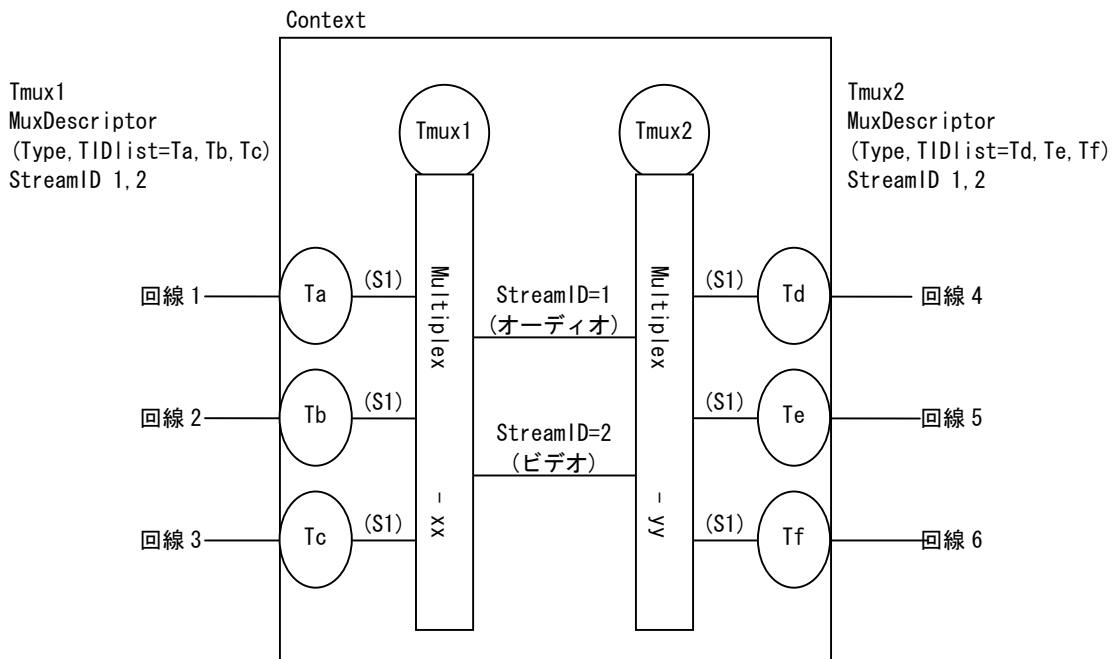 Context
Tmux1
MuxDescriptor
(Type,TIDlist=Ta,Tb,Tc)
StreamID 1,2
Tmux1
Tmux2
Tmux2
MuxDescriptor
(Type,TIDlist=Td,Te,Tf)
StreamID 1,2
回線 1
Ta
(S1)
Multiplex - xx
StreamID=1
(オーディオ)
Multiplex - yy
(S1)
Td
回線 4
回線 2
Tb
(S1)
StreamID=2
(ビデオ)
(S1)
Te
回線 5
回線 3
Tc
(S1)
(S1)
Tf
回線 6